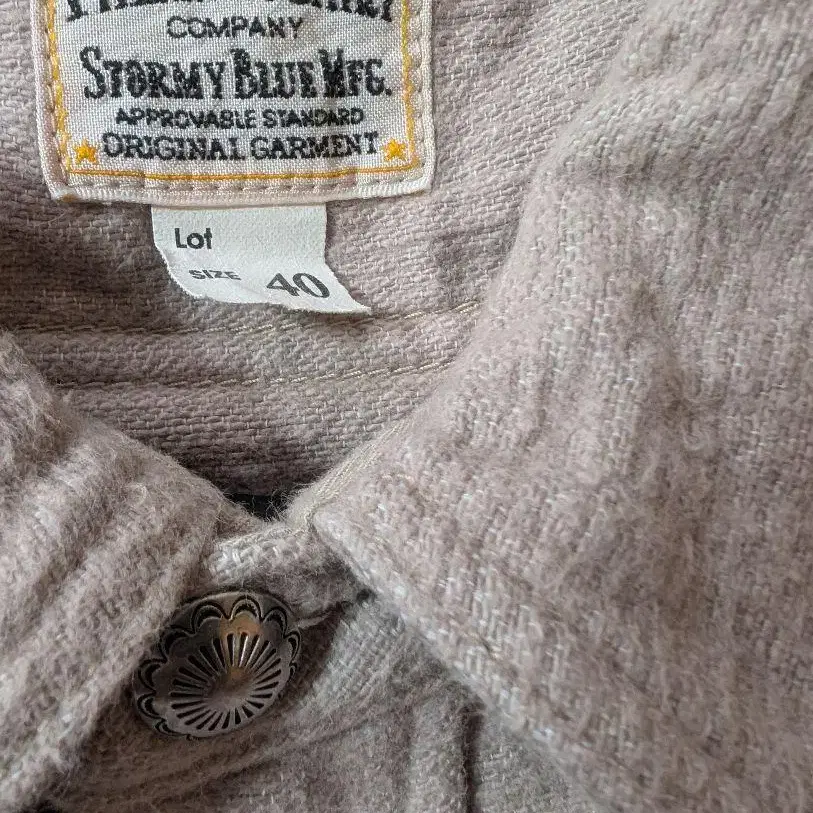 COMPANY
STORMY BLUE MFG.
APPROVABLE STANDARD
ORIGINAL GARMENT
Lot
SIZE 40